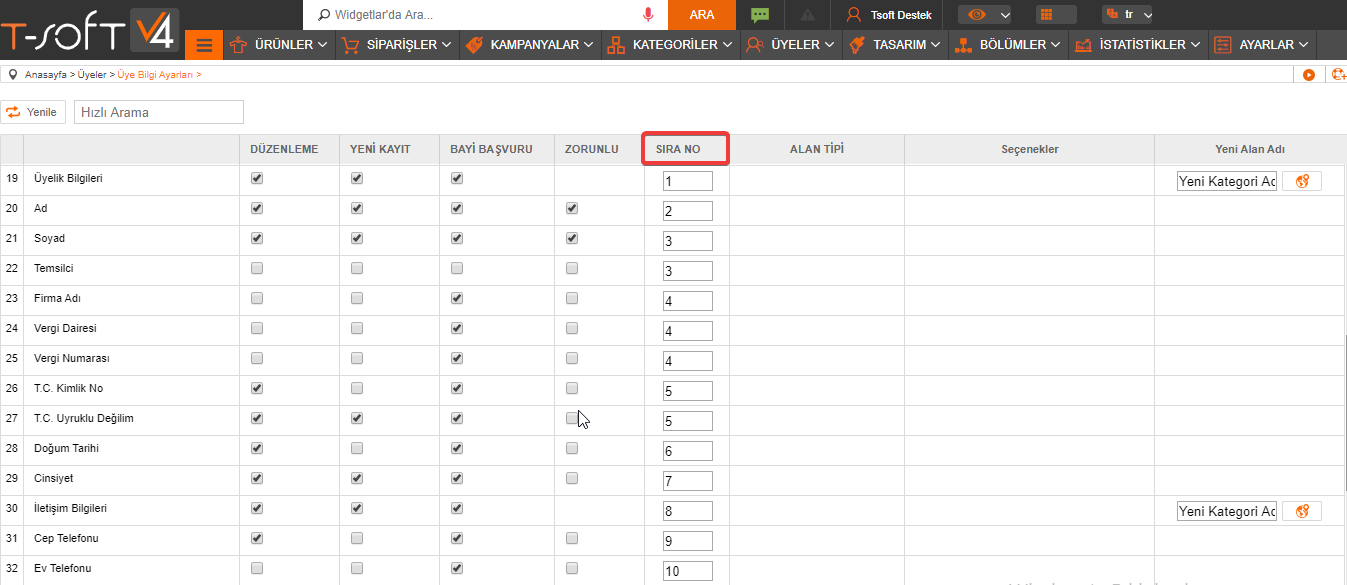 T-SOFT V4 Widgetlar'da Ara... ARA Tsoft Destek tr
ÜRÜNLER SİPARİŞLER KAMPANYALAR KATEGORİLER ÜYELER TASARIM BÖLÜMLER İSTATİSTİKLER AYARLAR
Anasayfa > Üyeler > Üye Bilgi Ayarları >
Yenile Hızlı Arama
DÜZENLEME YENİ KAYIT BAYİ BAŞVURU ZORUNLU SIRA NO ALAN TİPİ Seçenekler Yeni Alan Adı
19 Üyelik Bilgileri 1 Yeni Kategori Ac
20 Ad 2
21 Soyad 3
22 Temsilci 3
23 Firma Adı 4
24 Vergi Dairesi 4
25 Vergi Numarası 4
26 T.C. Kimlik No 5
27 T.C. Uyruklu Değilim 5
28 Doğum Tarihi 6
29 Cinsiyet 7
30 İletişim Bilgileri 8 Yeni Kategori Ac
31 Cep Telefonu 9
32 Ev Telefonu 10